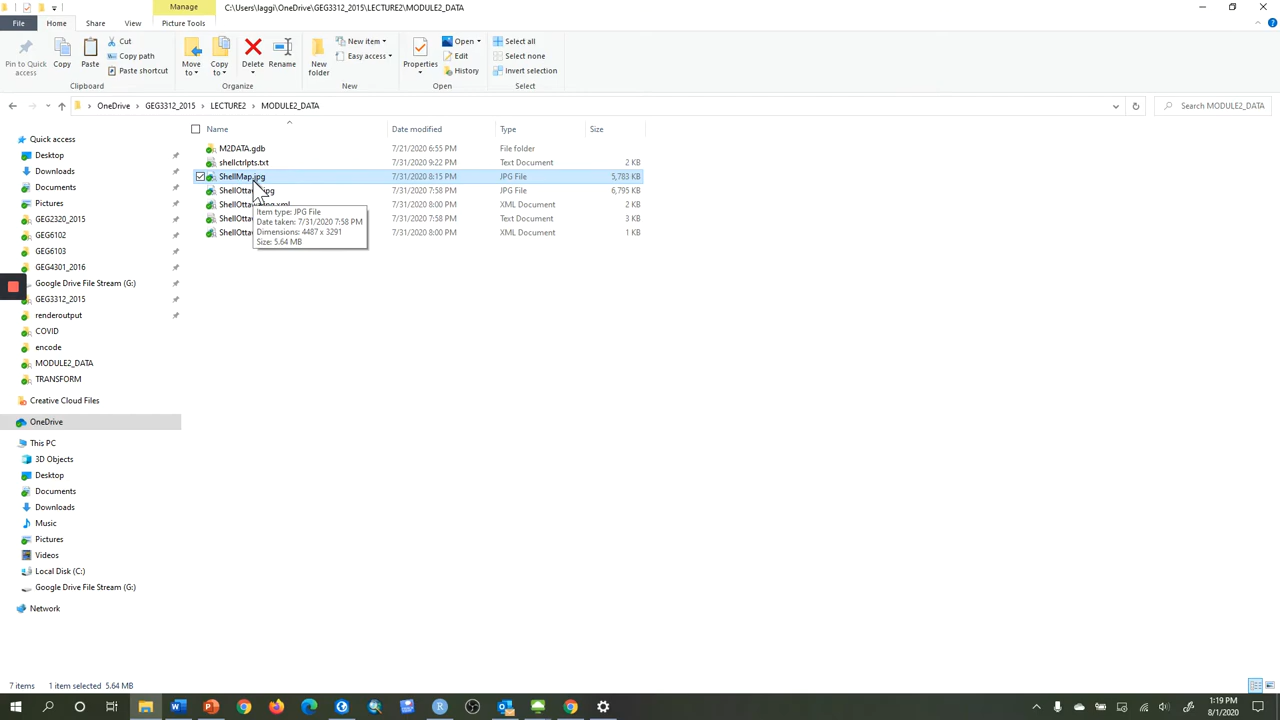 Manage
C:\Users\laggi\OneDrive\GEG3312_2015\LECTURE2\MODULE2_DATA
File
Home
Share
View
Picture Tools
Pin to Quick access
Copy
Paste
Cut
Copy path
Paste shortcut
Clipboard
Move to
Copy to
Delete
Rename
Organize
New folder
New item
Easy access
New
Properties
Open
Edit
History
Open
Select all
Select none
Invert selection
Select
OneDrive
GEG3312_2015
LECTURE2
MODULE2_DATA
Search MODULE2_DATA
Name
Date modified
Type
Size
M2DATA.gdb
7/21/2020 6:55 PM
File folder
shellctrlpts.txt
7/31/2020 9:22 PM
Text Document
2 KB
ShellMap.jpg
7/31/2020 8:15 PM
JPG File
5,783 KB
7/31/2020 7:58 PM
JPG File
6,795 KB
7/31/2020 8:00 PM
XML Document
2 KB
7/31/2020 7:58 PM
Text Document
3 KB
7/31/2020 8:00 PM
XML Document
1 KB
Item type: JPG File
Date taken: 7/31/2020 7:58 PM
Dimensions: 4487 x 3291
Size: 5.64 MB
Quick access
Desktop
Downloads
Documents
Pictures
GEG2320_2015
GEG6102
GEG6103
GEG4301_2016
Google Drive File Stream (G:)
GEG3312_2015
renderoutput
COVID
encode
MODULE2_DATA
TRANSFORM
Creative Cloud Files
OneDrive
This PC
3D Objects
Desktop
Documents
Downloads
Music
Pictures
Videos
Local Disk (C:)
Google Drive File Stream (G:)
Network
7 items
1 item selected 5.64 MB
1:19 PM
8/1/2020